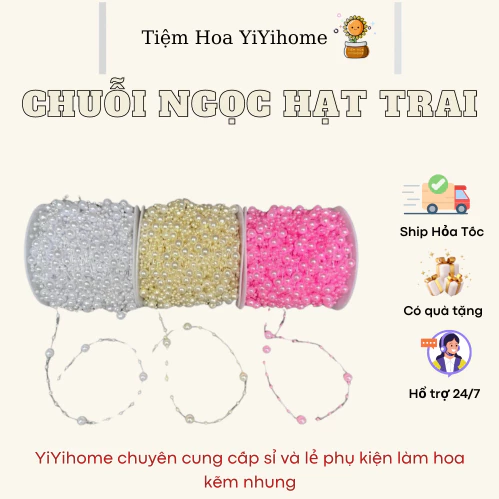 Tiệm Hoa YiYihome
CHUỖI NGỌC HẠT TRAI
Ship Hỏa Tốc
Có quà tặng
Hổ trợ 24/7
YiYihome chuyên cung cấp sỉ và lẻ phụ kiện làm hoa
kẽm nhung